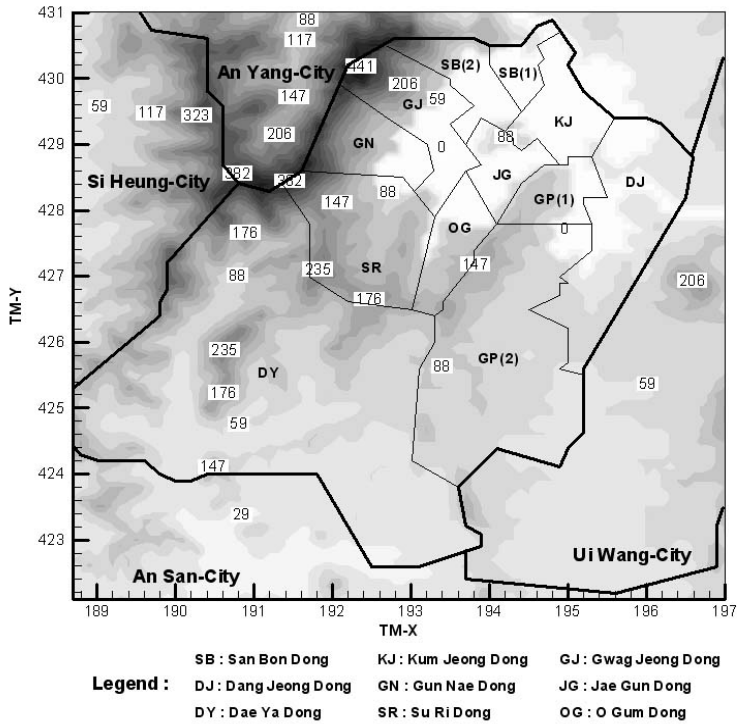 431
88
117
An Yang-City
441
SB(2)
SB(1)
430
206
147
GJ
59
59
117
323
KJ
429
206
GN
0
88
382
382
JG
Si Heung-City
DJ
428
147
88
GP(1)
176
OG
0
427
88
235
SR
147
206
176
TM-Y
426
235
88
GP(2)
DY
59
425
176
59
424
147
29
423
Ui Wang-City
An San-City
189 190 191 192 193 194 195 196 197
TM-X
SB : San Bon Dong KJ : Kum Jeong Dong GJ : Gwag Jeong Dong
Legend : DJ : Dang Jeong Dong GN : Gun Nae Dong JG : Jae Gun Dong
DY : Dae Ya Dong SR : Su Ri Dong OG : O Gum Dong